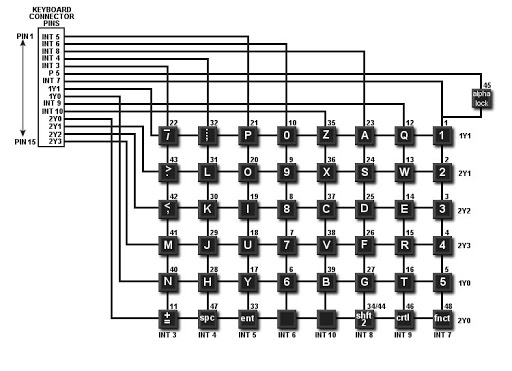 KEYBOARD
CONNECTOR
PINS
PIN 1
INT 5
INT 6
INT 8
INT 4
INT 3
P 5
INT 7
1Y1
1Y0
INT 9
INT 10
2Y0
2Y1
2Y2
2Y3
PIN 15
45
alpha
lock
22 32 21 10 35 23 12 1
P 0 Z A Q 1 1Y1
43 31 20 9 36 24 13 2
> L O 9 X S W 2 2Y1
42 30 19 8 37 25 14 3
< K I 8 C D E 3 2Y2
41 29 18 7 38 26 15 4
M J U 7 V F R 4 2Y3
40 28 17 6 39 27 16 5
N H Y 6 B G T 5 1Y0
11 47 33 34/44 46 48
± spc ent shft 2 crtl fnct 2Y0
INT 3 INT 4 INT 5 INT 6 INT 10 INT 8 INT 9 INT 7